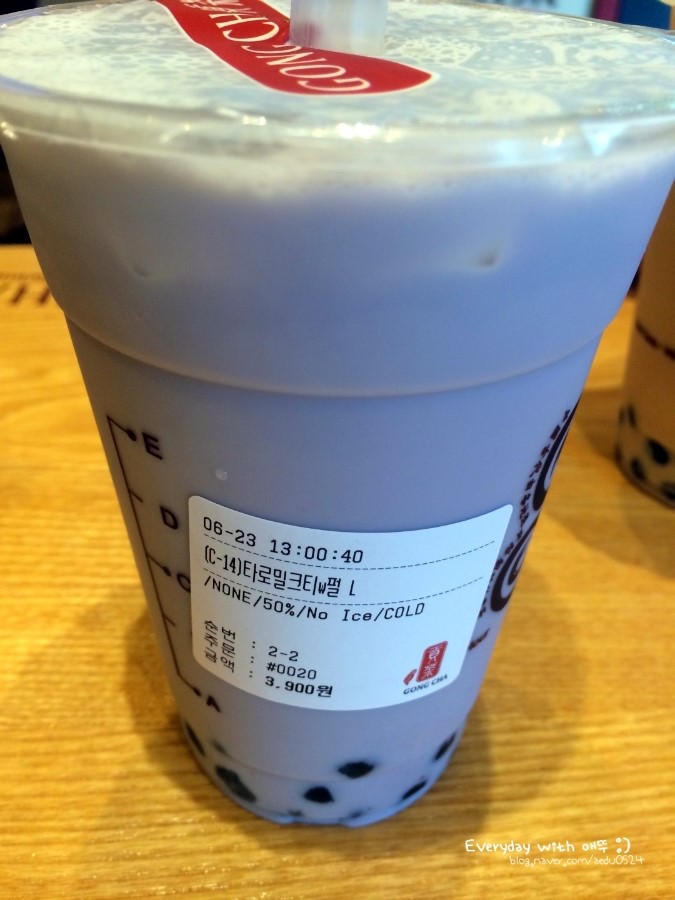 GONG CHA
E
D
C
A
06-23 13:00:40
(C-14)타로밀크티w펄 L
/NONE/50%/No Ice/COLD
순번 : 2-2
주문 : #0020
금액 : 3,900원
貢茶
GONG CHA
Everyday with 애뚜 :)
blog.naver.com/aedu0524